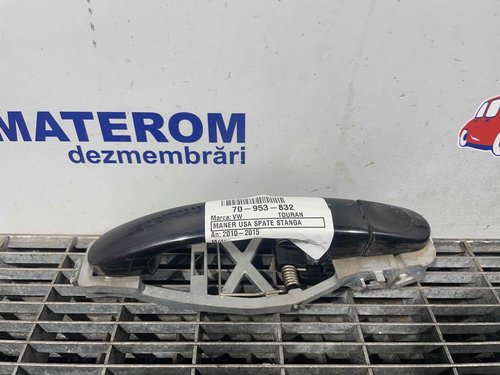 MATEROM
dezmembrări
70-953-832
Marca: VW TOURAN
MANER USA SPATE STANGA
An: 2010-2015